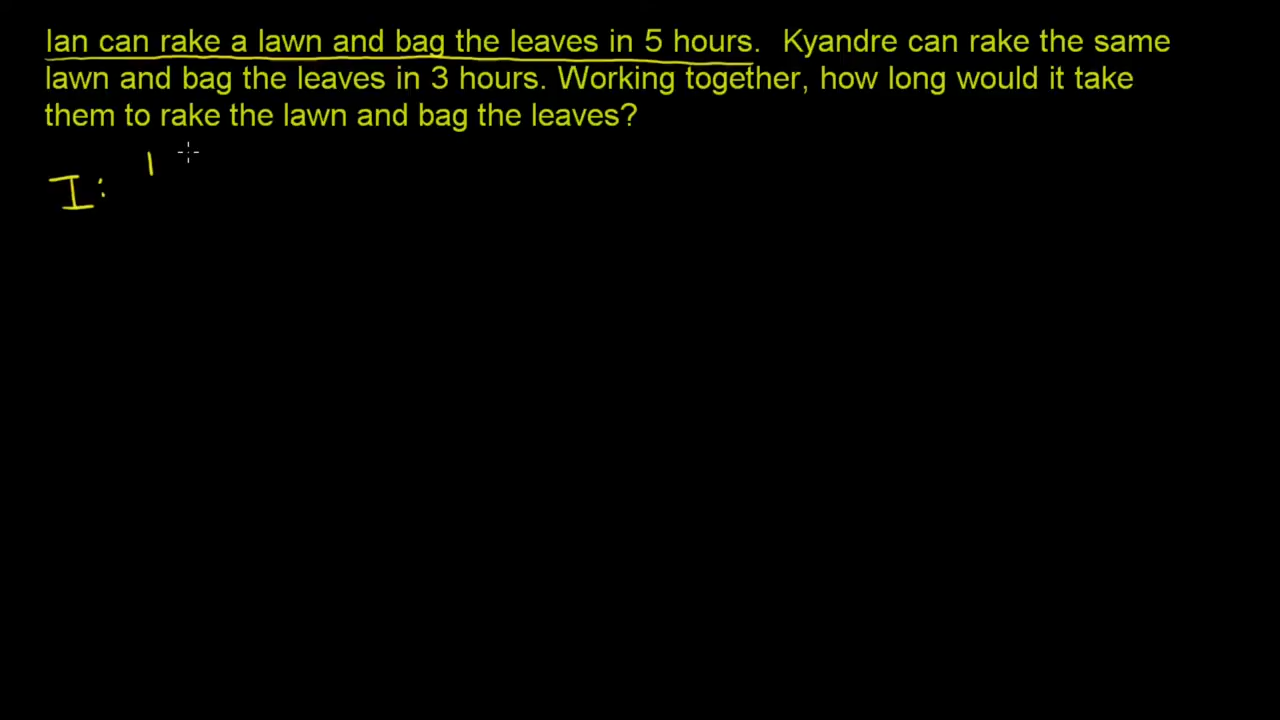 Ian can rake a lawn and bag the leaves in 5 hours.  Kyandre can rake the same
lawn and bag the leaves in 3 hours. Working together, how long would it take
them to rake the lawn and bag the leaves?
I: 1